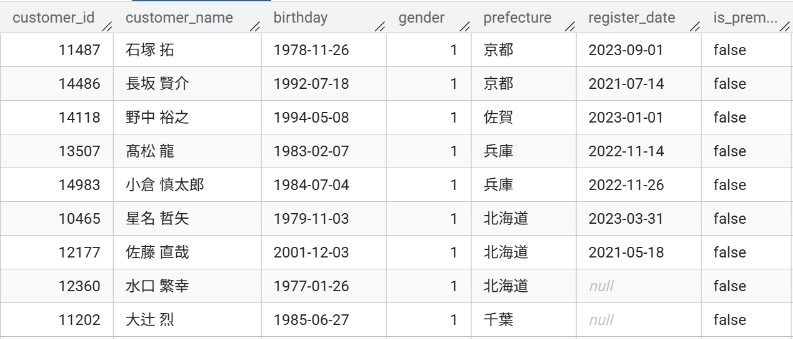 customer_id customer_name birthday gender prefecture register_date is_prem...
11487 石塚 拓 1978-11-26 1 京都 2023-09-01 false
14486 長坂 賢介 1992-07-18 1 京都 2021-07-14 false
14118 野中 裕之 1994-05-08 1 佐賀 2023-01-01 false
13507 髙松 龍 1983-02-07 1 兵庫 2022-11-14 false
14983 小倉 慎太郎 1984-07-04 1 兵庫 2022-11-26 false
10465 星名 哲矢 1979-11-03 1 北海道 2023-03-31 false
12177 佐藤 直哉 2001-12-03 1 北海道 2021-05-18 false
12360 水口 繁幸 1977-01-26 1 北海道 null false
11202 大辻 烈 1985-06-27 1 千葉 null false